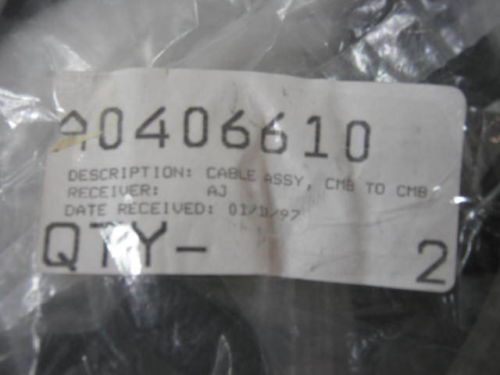 A0406610
DESCRIPTION: CABLE ASSY, CMB TO CMB
RECEIVER: AJ
DATE RECEIVED:
QTY- 2